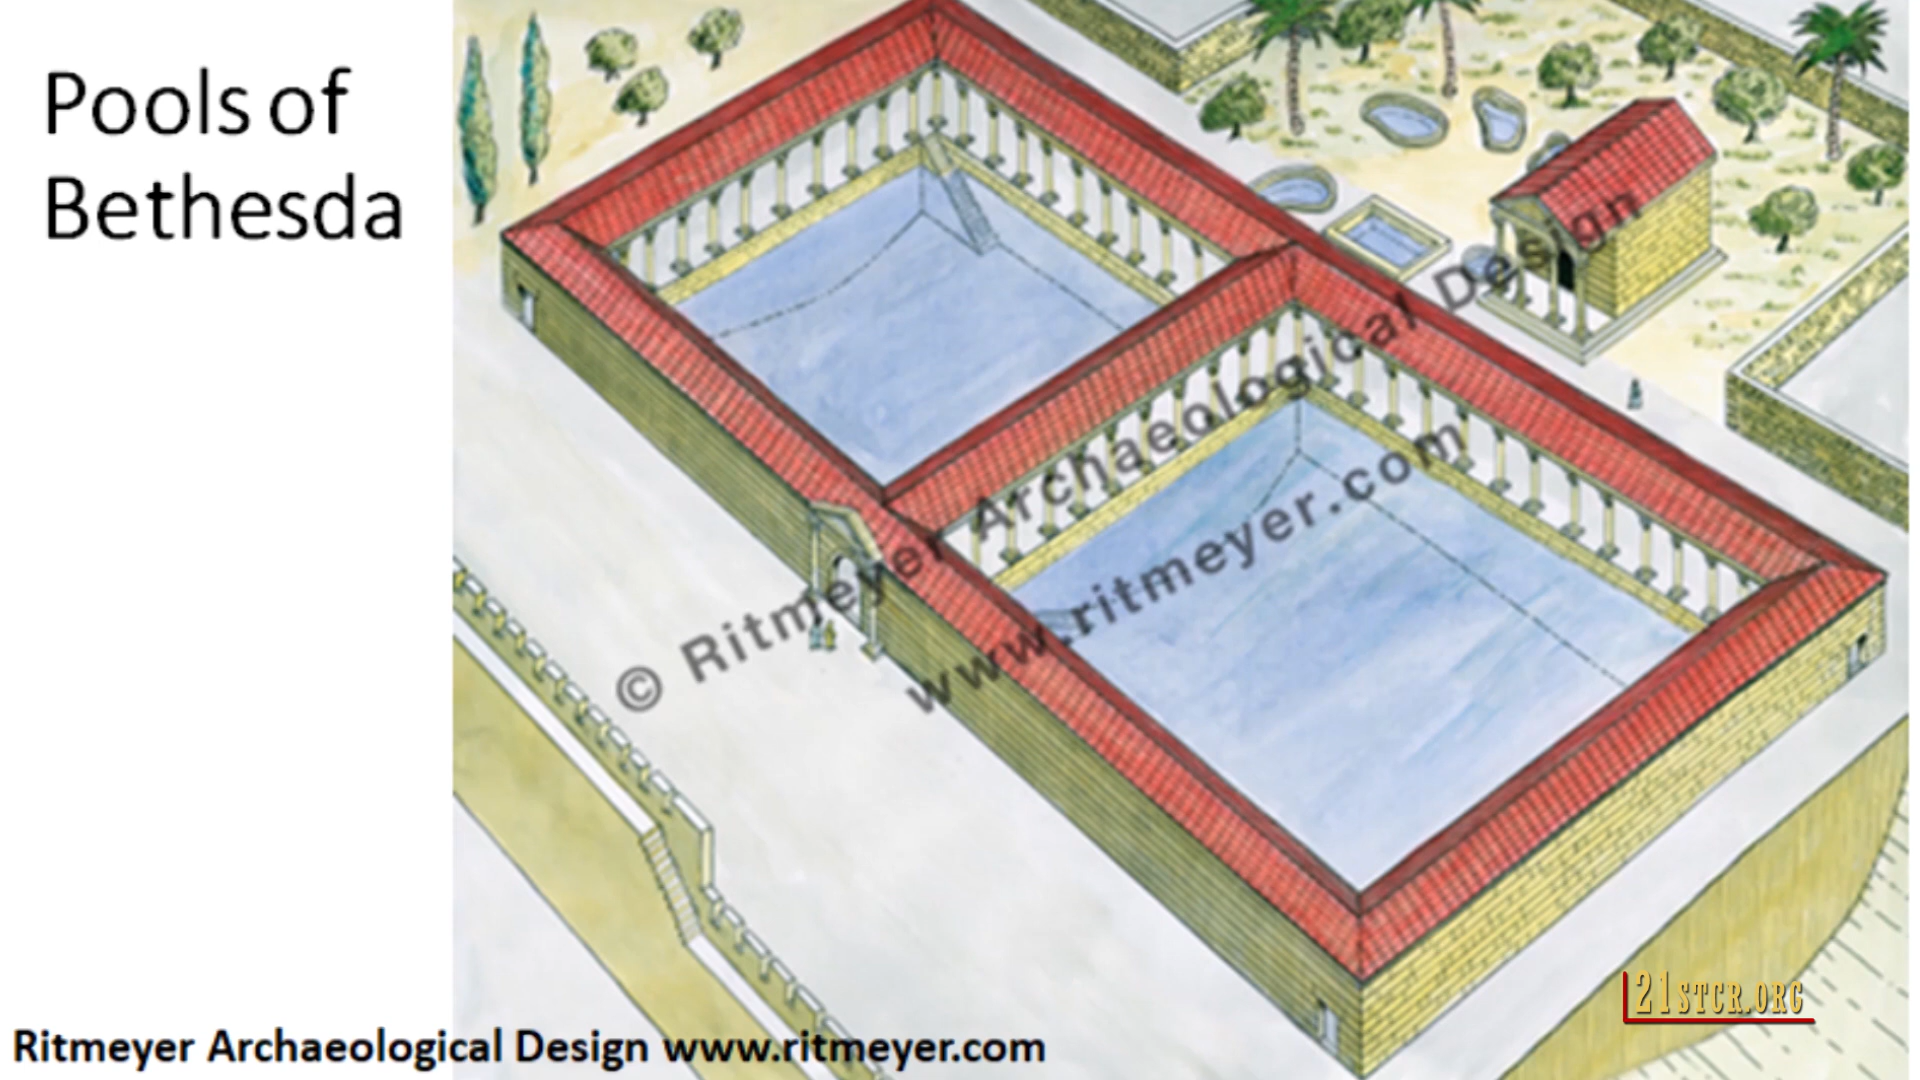 Pools of
Bethesda
© Ritmeyer Archaeological Design
www.ritmeyer.com
21STCR.ORG
Ritmeyer Archaeological Design www.ritmeyer.com